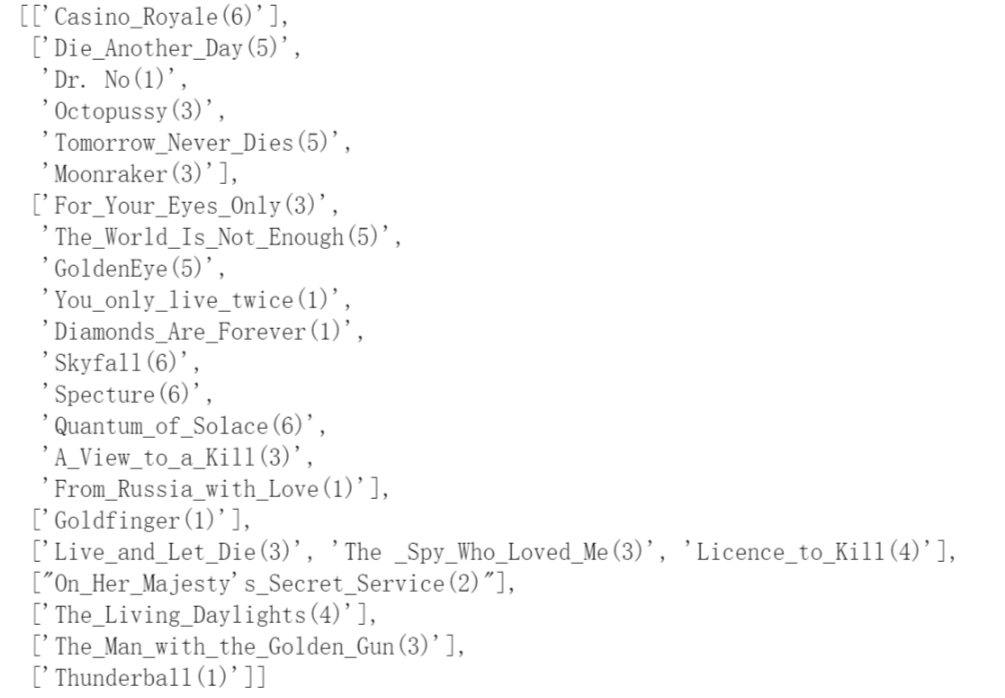 [['Casino_Royale(6)'],
['Die_Another_Day(5)',
'Dr. No(1)',
'Octopussy(3)',
'Tomorrow_Never_Dies(5)',
'Moonraker(3)'],
['For_Your_Eyes_Only(3)',
'The_World_Is_Not_Enough(5)',
'GoldenEye(5)',
'You_only_live_twice(1)',
'Diamonds_Are_Forever(1)',
'Skyfall(6)',
'Specture(6)',
'Quantum_of_Solace(6)',
'A_View_to_a_Kill(3)',
'From_Russia_with_Love(1)'],
['Goldfinger(1)'],
['Live_and_Let_Die(3)', 'The _Spy_Who_Loved_Me(3)', 'Licence_to_Kill(4)'],
["On_Her_Majesty's_Secret_Service(2)"],
['The_Living_Daylights(4)'],
['The_Man_with_the_Golden_Gun(3)'],
['Thunderball(1)']]